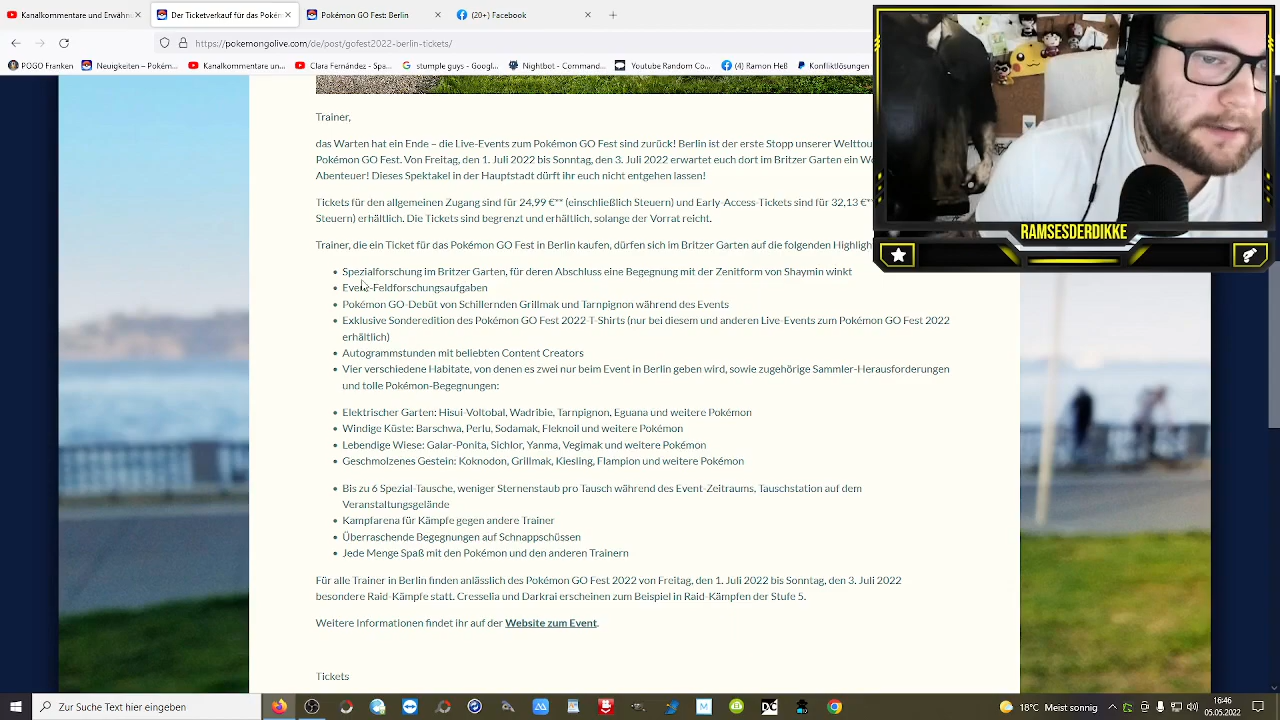 Youtube Kanalkommentare und Erwäh
Der Ticketverkauf für das Pokér
(20+) Facebook
https://pokemongolive.com/de/
-berlin-tickets
POGO Franken
Neuigkeiten – Pokém...
Kanalkommentare un...
Clara Ferienpark2 - Spa...
stumple guys - Googl...
Nightbot - Command...
Youtube Random Co...
(4) Ramon Heß
Konfliktlösungen
Trainer,
das Warten hat ein Ende – die Live-Events zum Pokémon GO Fest sind zurück! Berlin ist der erste Stopp unserer Welttou
Pokémon GO Fest. Von Freitag, den 1. Juli 2022 bis Sonntag, den 3. Juli 2022 erwartet euch dort im Britzer Garten ein W
Abenteuer! Dieses Spektakel in der Hauptstadt dürft ihr euch nicht entgehen lassen!
Tickets für den allgemeinen Zugang sind für 24,99 €** (einschließlich Steuern) und Early-Access-Tickets sind für 32,13 €*
Steuern) erhältlich. Die Tickets sind begrenzt und erhältlich, solange der Vorrat reicht.
Trainer, die ein Ticket für das Pokémon GO Fest in Berlin kaufen, dürfen sich im Britzer Garten auf die folgenden Highligh
Spezialforschung im Britzer Garten, für deren Abschluss eine Begegnung mit der Zenitform von Shaymin winkt
Event-Feldforschungsaufgaben
Pokémon GO-Debüt von Schillernden Grillmak und Tarnpignon während des Events
Exklusive Sonderedition des Pokémon GO Fest 2022-T-Shirts (nur bei diesem und anderen Live-Events zum Pokémon GO Fest 2022
erhältlich)
Autogrammstunden mit beliebten Content Creators
Vier verschiedene Habitate, von denen es zwei nur beim Event in Berlin geben wird, sowie zugehörige Sammler-Herausforderungen
und tolle Pokémon-Begegnungen:
Elektrischer Garten: Hisui-Voltobal, Wadribie, Tarnpignon, Eguana und weitere Pokémon
Windige Küste: Barschwa, Perlu, Sodamak, Fleknoil und weitere Pokémon
Lebendige Wiese: Galar-Ponita, Sichlor, Yanma, Vegimak und weitere Pokémon
Geschmolzenes Gestein: Koknodon, Grillmak, Kiesling, Flampion und weitere Pokémon
Bis zu 6 Spezial-Tausche, weniger Sternenstaub pro Tausch während des Event-Zeitraums, Tauschstation auf dem
Veranstaltungsgelände
Kampfarena für Kämpfe gegen andere Trainer
Überraschende Begegnungen auf Schnappschüssen
Jede Menge Spaß mit den Pokémon und den anderen Trainern
Für alle Trainer in Berlin finden anlässlich des Pokémon GO Fest 2022 von Freitag, den 1. Juli 2022 bis Sonntag, den 3. Juli 2022
besondere Raid-Kämpfe statt. Cresselia und Darkrai erscheinen zum Beispiel in Raid-Kämpfen der Stufe 5.
Weitere Informationen findet ihr auf der Website zum Event.
Tickets
RAMSESDERDIKKE
Zur Suche Text hier eingeben
18°C Sonnig
16:46
05.05.2022